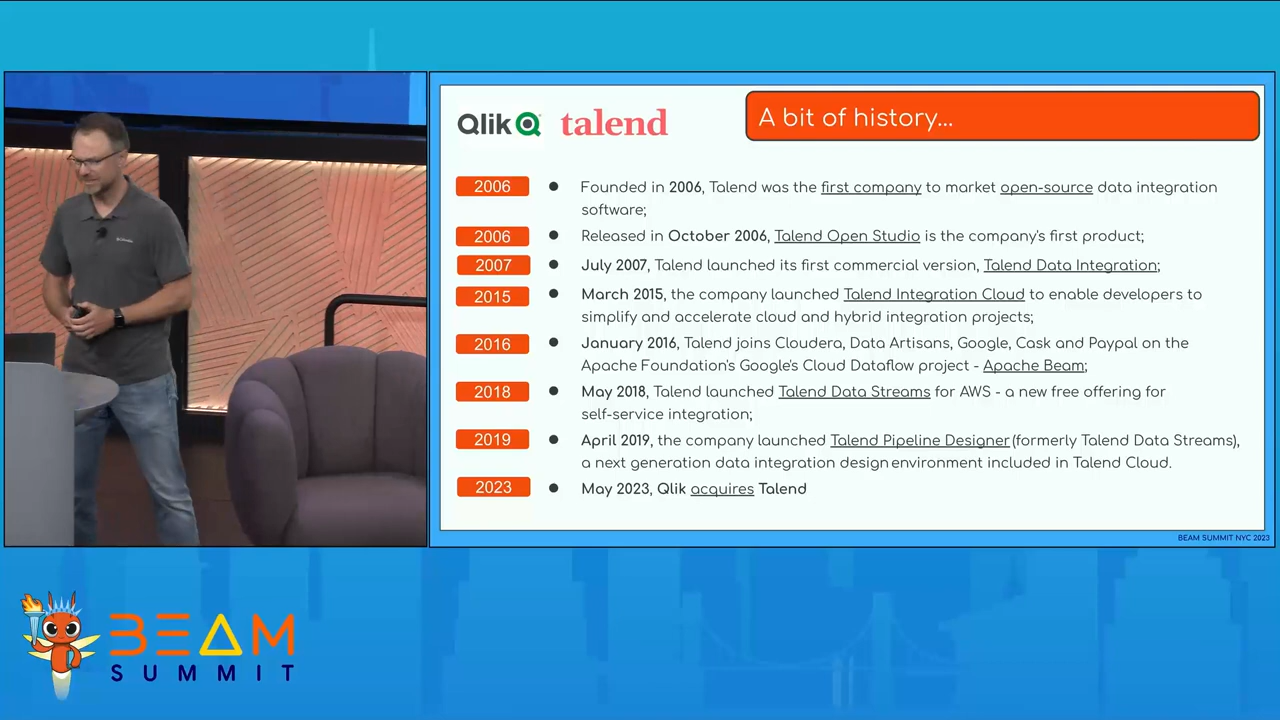 Qlik talend
A bit of history...
2006 ● Founded in 2006, Talend was the first company to market open-source data integration
software;
2006 ● Released in October 2006, Talend Open Studio is the company's first product;
2007 ● July 2007, Talend launched its first commercial version, Talend Data Integration;
2015 ● March 2015, the company launched Talend Integration Cloud to enable developers to
simplify and accelerate cloud and hybrid integration projects;
2016 ● January 2016, Talend joins Cloudera, Data Artisans, Google, Cask and Paypal on the
Apache Foundation's Google's Cloud Dataflow project - Apache Beam;
2018 ● May 2018, Talend launched Talend Data Streams for AWS - a new free offering for
self-service integration;
2019 ● April 2019, the company launched Talend Pipeline Designer (formerly Talend Data Streams),
a next generation data integration design environment included in Talend Cloud.
2023 ● May 2023, Qlik acquires Talend
BEAM SUMMIT NYC 2023
BEAM
SUMMIT